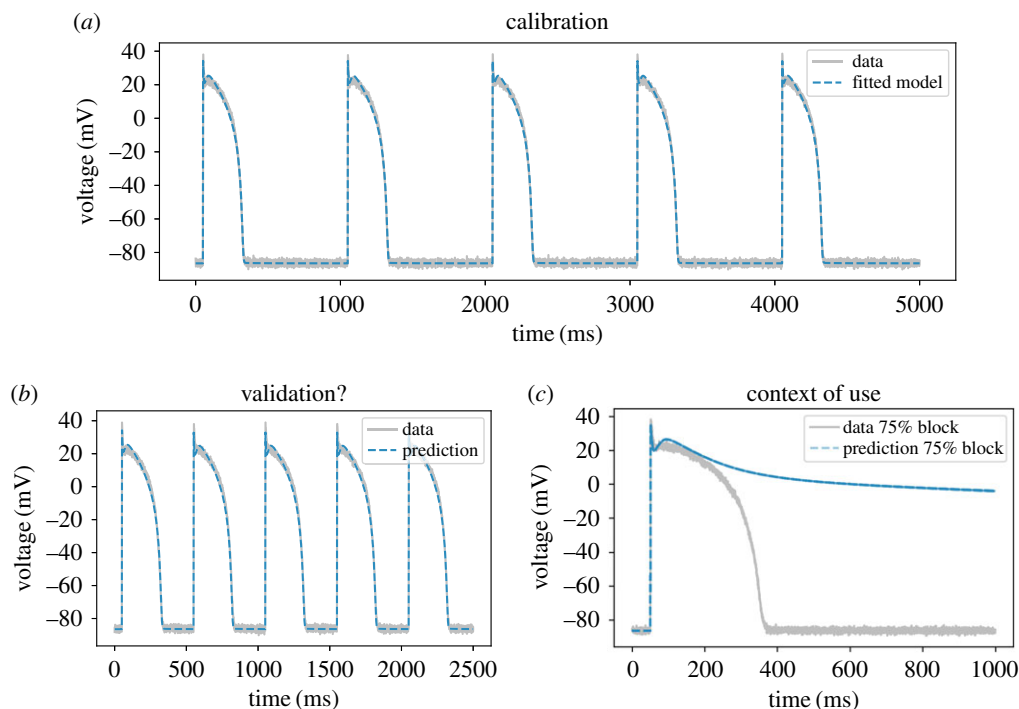 (a) calibration
40
20
0
−20
−40
−60
−80
voltage (mV)
data
fitted model
0 1000 2000 3000 4000 5000
time (ms)
(b) validation?
40
20
0
−20
−40
−60
−80
voltage (mV)
data
prediction
0 500 1000 1500 2000 2500
time (ms)
(c) context of use
40
20
0
−20
−40
−60
−80
voltage (mV)
data 75% block
prediction 75% block
0 200 400 600 800 1000
time (ms)